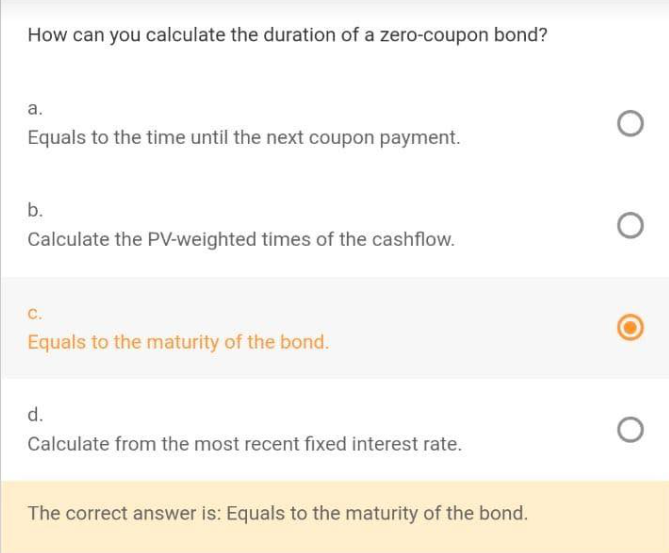 How can you calculate the duration of a zero-coupon bond?
a.
Equals to the time until the next coupon payment.
b.
Calculate the PV-weighted times of the cashflow.
c.
Equals to the maturity of the bond.
d.
Calculate from the most recent fixed interest rate.
The correct answer is: Equals to the maturity of the bond.